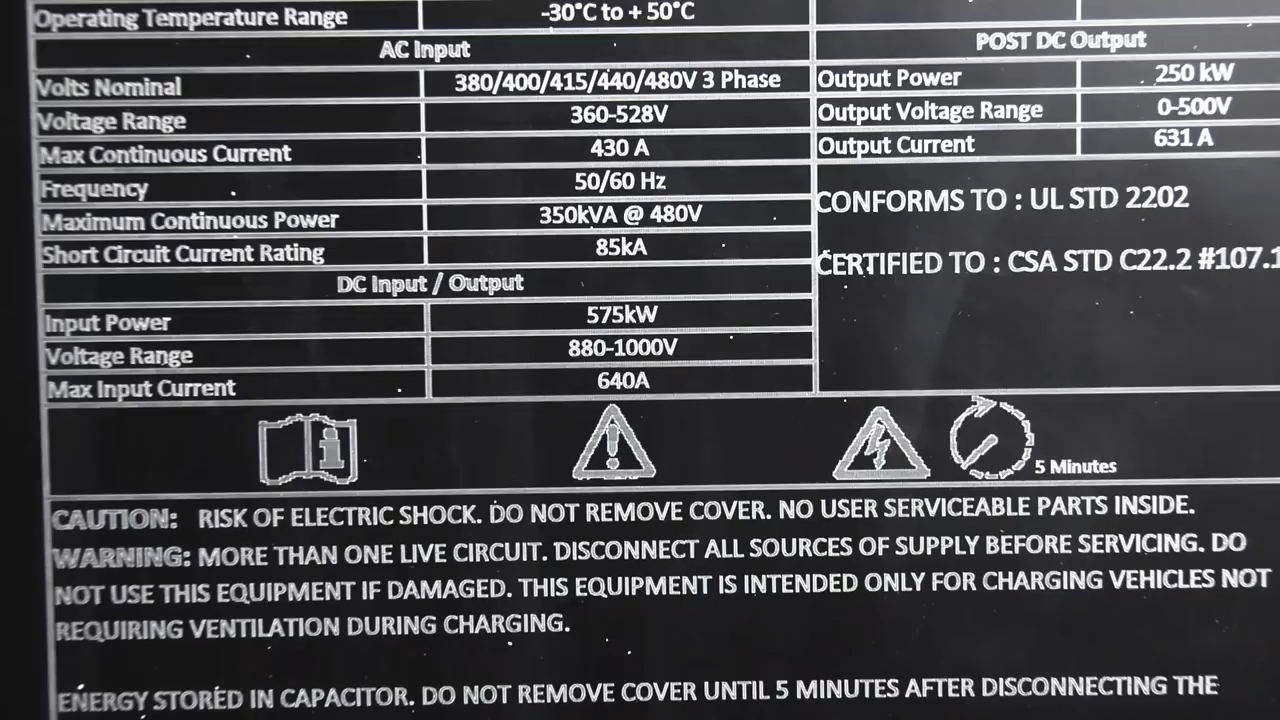 Operating Temperature Range -30°C to + 50°C
AC Input
Volts Nominal 380/400/415/440/480V 3 Phase
Voltage Range 360-528V
Max Continuous Current 430 A
Frequency 50/60 Hz
Maximum Continuous Power 350kVA @ 480V
Short Circuit Current Rating 85kA
DC Input / Output
Input Power 575kW
Voltage Range 880-1000V
Max Input Current 640A
POST DC Output
Output Power 250 kW
Output Voltage Range 0-500V
Output Current 631 A
CONFORMS TO : UL STD 2202
CERTIFIED TO : CSA STD C22.2 #107.1
5 Minutes
CAUTION: RISK OF ELECTRIC SHOCK. DO NOT REMOVE COVER. NO USER SERVICEABLE PARTS INSIDE.
WARNING: MORE THAN ONE LIVE CIRCUIT. DISCONNECT ALL SOURCES OF SUPPLY BEFORE SERVICING. DO
NOT USE THIS EQUIPMENT IF DAMAGED. THIS EQUIPMENT IS INTENDED ONLY FOR CHARGING VEHICLES NOT
REQUIRING VENTILATION DURING CHARGING.
ENERGY STORED IN CAPACITOR. DO NOT REMOVE COVER UNTIL 5 MINUTES AFTER DISCONNECTING THE